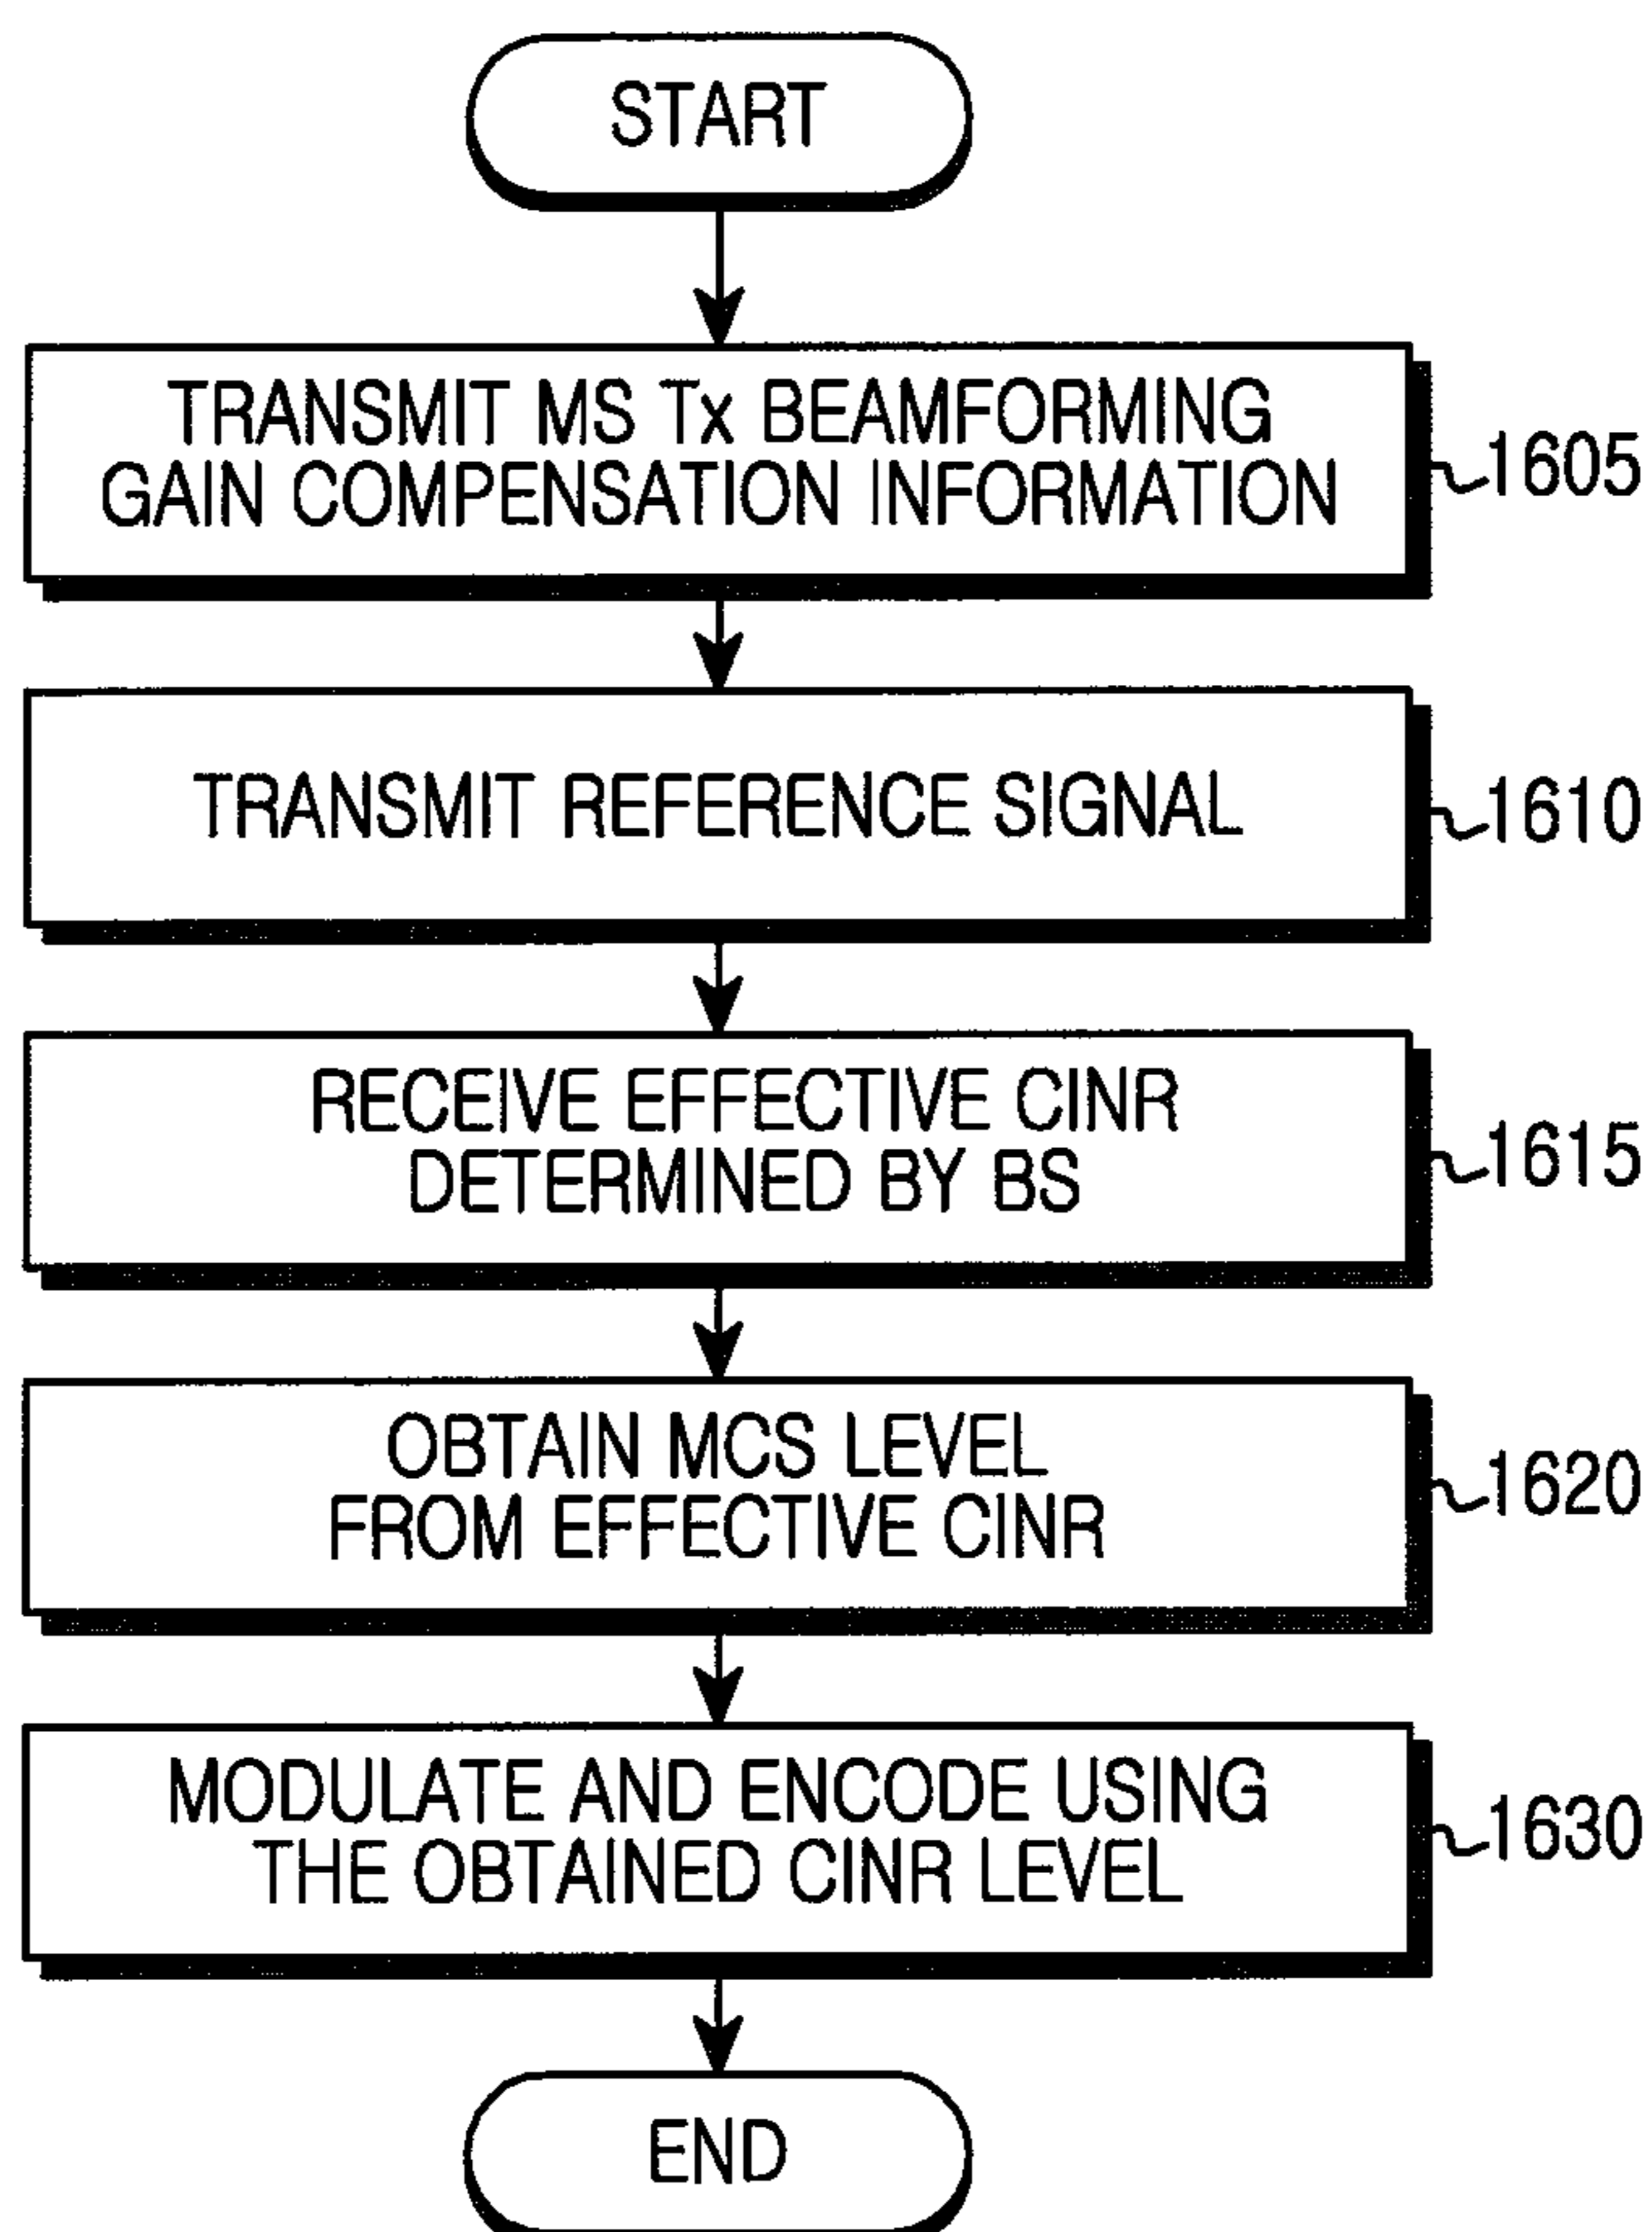 START
TRANSMIT MS Tx BEAMFORMING
GAIN COMPENSATION INFORMATION
1605
TRANSMIT REFERENCE SIGNAL
1610
RECEIVE EFFECTIVE CINR
DETERMINED BY BS
1615
OBTAIN MCS LEVEL
FROM EFFECTIVE CINR
1620
MODULATE AND ENCODE USING
THE OBTAINED CINR LEVEL
1630
END